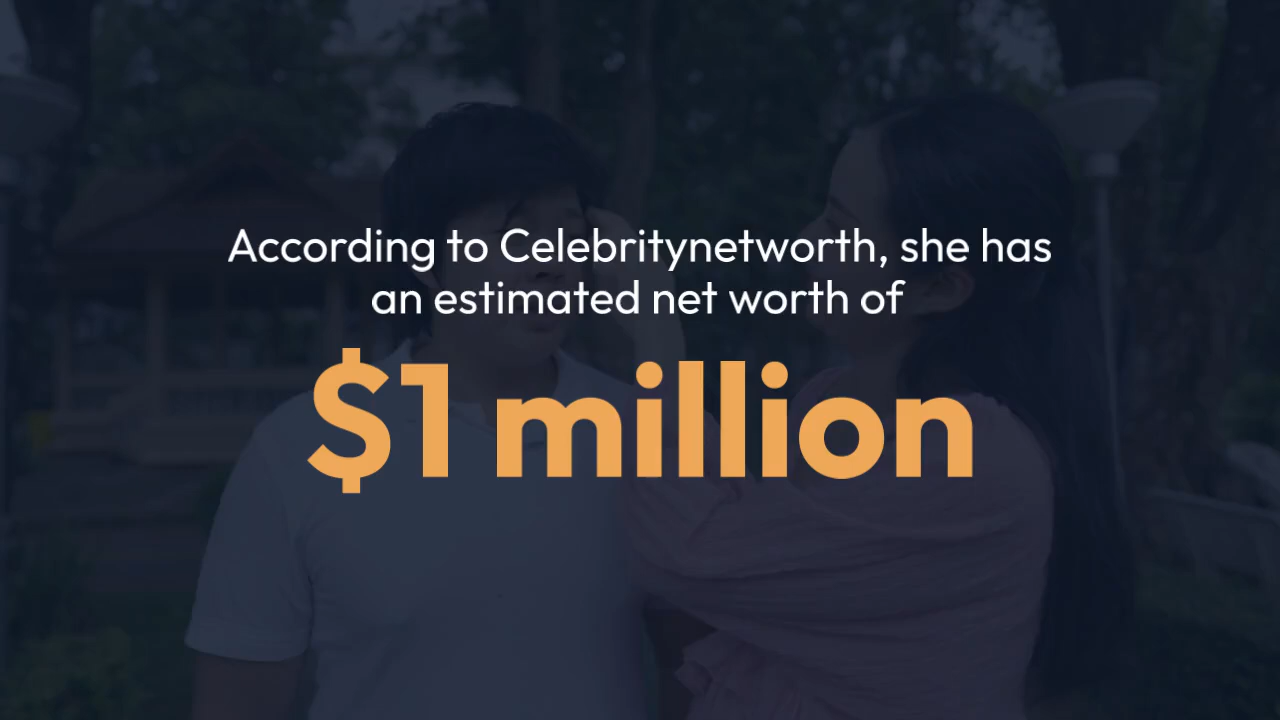 According to Celebritynetworth, she has
an estimated net worth of
$1 million